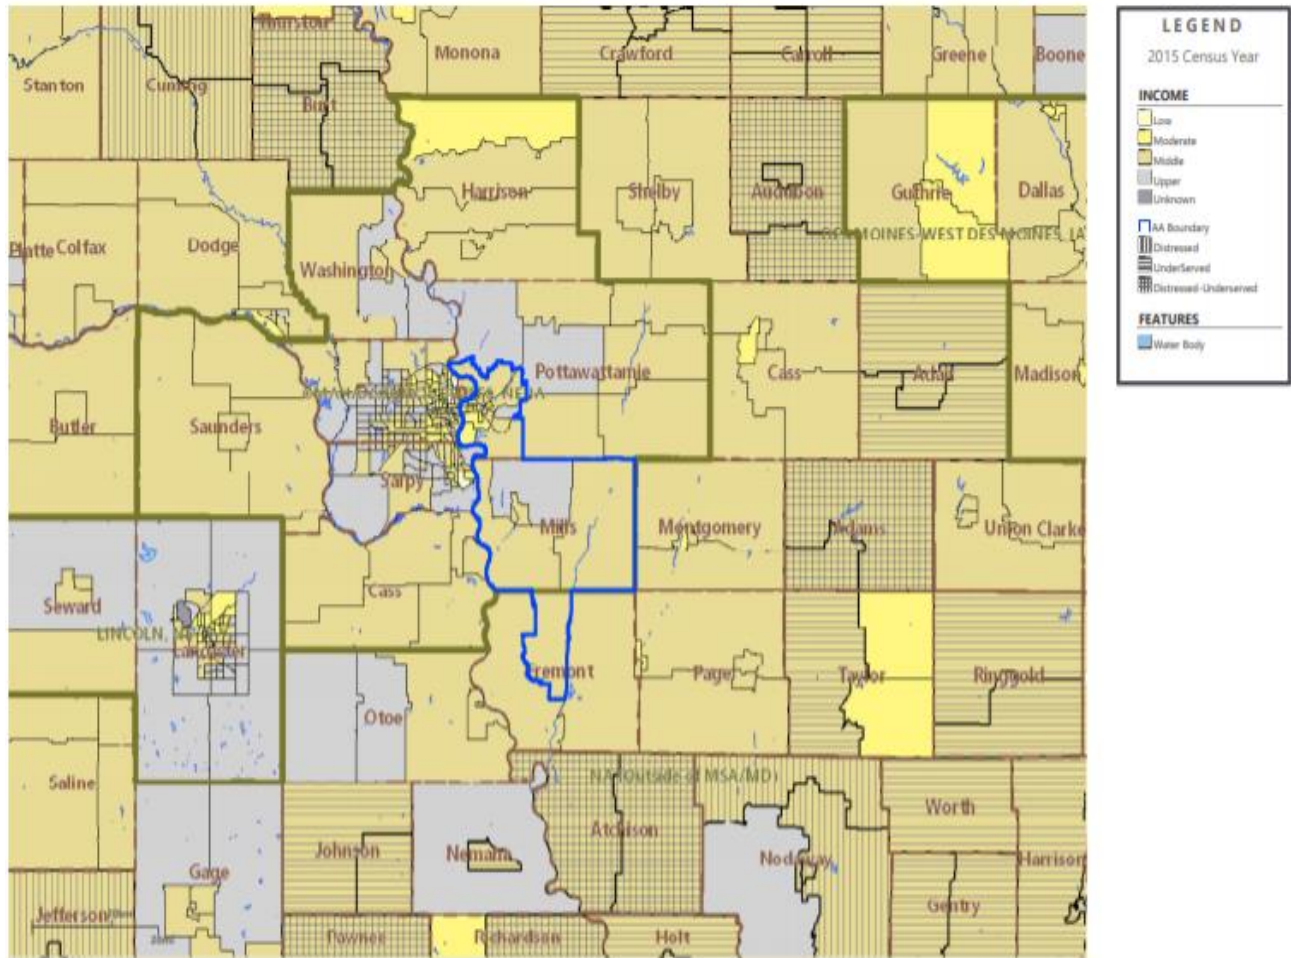 Thurston
Monona
Crawford
Carroll
Greene
Boone
Stanton
Cuming
Burt
Harrison
Shelby
Audubon
Guthrie
Dallas
Platte
Colfax
Dodge
Washington
MOINES-WEST DES MOINES, IA
Pottawattamie
Cass
Adair
Madison
Butler
Saunders
Sarpy
Mills
Montgomery
Adams
Union
Clarke
Seward
Cass
LINCOLN,
Lancaster
Fremont
Page
Taylor
Ringgold
Otoe
Saline
(Outside of MSA/MD)
Worth
Johnson
Nemaha
Atchison
Nodaway
Harrison
Gage
Gentry
Jefferson
Pawnee
Richardson
Holt
LEGEND
2015 Census Year
INCOME
Low
Moderate
Middle
Upper
Unknown
AA Boundary
Distressed
UnderServed
Distressed-Underserved
FEATURES
Water Body